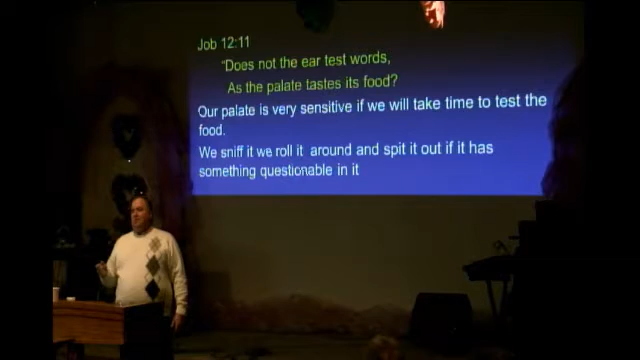 Job 12:11
"Does not the ear test words,
As the palate tastes its food?
Our palate is very sensitive if we will take time to test the
food.
We sniff it we roll it around and spit it out if it has
something questionable in it